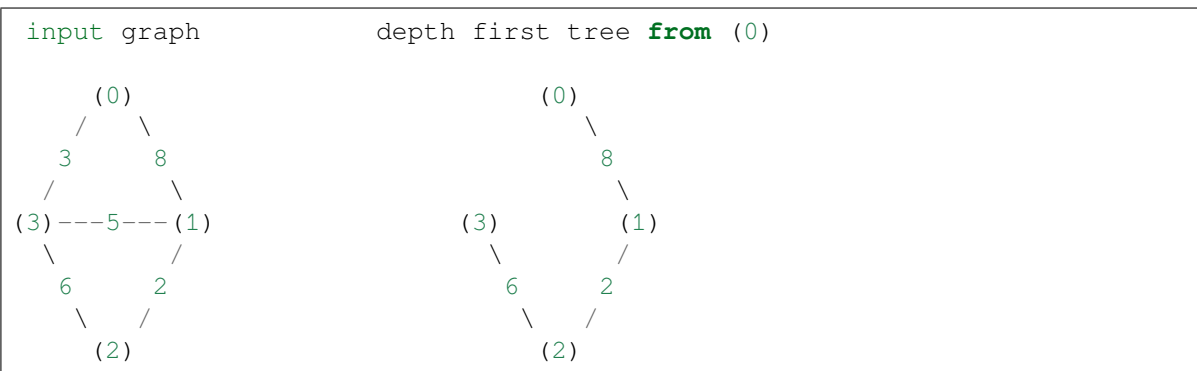 input graph                 depth first tree from (0)
      (0)                               (0)
     /   \                                 \
    3     8                                 8
   /       \                                 \
(3)---5---(1)                     (3)         (1)
   \       /                         \       /
    6     2                           6     2
     \   /                             \   /
      (2)                               (2)